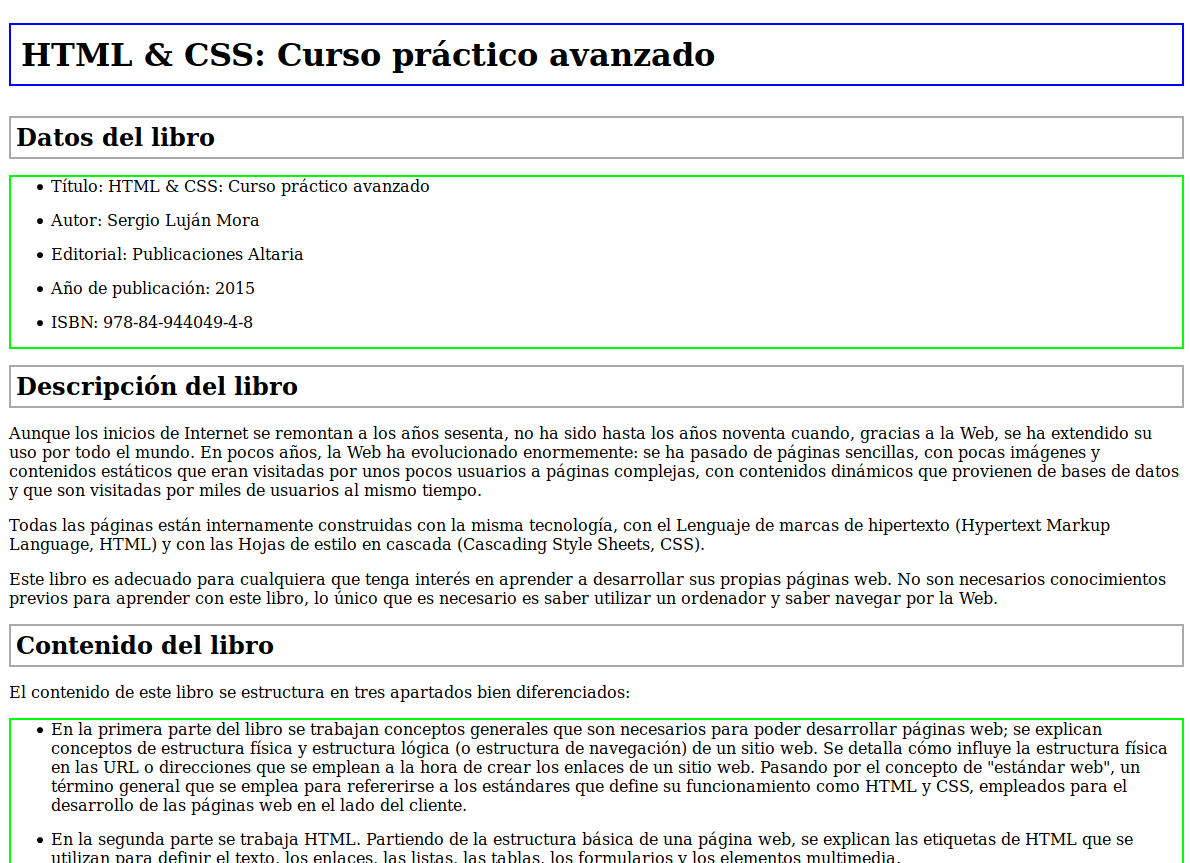 HTML & CSS: Curso práctico avanzado
Datos del libro
• Título: HTML & CSS: Curso práctico avanzado
• Autor: Sergio Luján Mora
• Editorial: Publicaciones Altaria
• Año de publicación: 2015
• ISBN: 978-84-944049-4-8
Descripción del libro
Aunque los inicios de Internet se remontan a los años sesenta, no ha sido hasta los años noventa cuando, gracias a la Web, se ha extendido su
uso por todo el mundo. En pocos años, la Web ha evolucionado enormemente: se ha pasado de páginas sencillas, con pocas imágenes y
contenidos estáticos que eran visitadas por unos pocos usuarios a páginas complejas, con contenidos dinámicos que provienen de bases de datos
y que son visitadas por miles de usuarios al mismo tiempo.
Todas las páginas están internamente construidas con la misma tecnología, con el Lenguaje de marcas de hipertexto (Hypertext Markup
Language, HTML) y con las Hojas de estilo en cascada (Cascading Style Sheets, CSS).
Este libro es adecuado para cualquiera que tenga interés en aprender a desarrollar sus propias páginas web. No son necesarios conocimientos
previos para aprender con este libro, lo único que es necesario es saber utilizar un ordenador y saber navegar por la Web.
Contenido del libro
El contenido de este libro se estructura en tres apartados bien diferenciados:
• En la primera parte del libro se trabajan conceptos generales que son necesarios para poder desarrollar páginas web; se explican
conceptos de estructura física y estructura lógica (o estructura de navegación) de un sitio web. Se detalla cómo influye la estructura física
en las URL o direcciones que se emplean a la hora de crear los enlaces de un sitio web. Pasando por el concepto de "estándar web", un
término general que se emplea para refererirse a los estándares que define su funcionamiento como HTML y CSS, empleados para el
desarrollo de las páginas web en el lado del cliente.
• En la segunda parte se trabaja HTML. Partiendo de la estructura básica de una página web, se explican las etiquetas de HTML que se
utilizan para definir el texto, los enlaces, las listas, las tablas, los formularios y los elementos multimedia.